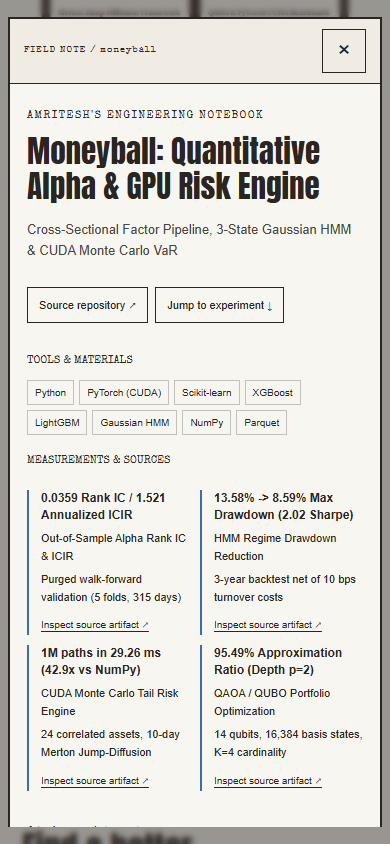 FIELD NOTE / moneyball
×
AMRITESH'S ENGINEERING NOTEBOOK
Moneyball: Quantitative
Alpha & GPU Risk Engine
Cross-Sectional Factor Pipeline, 3-State Gaussian HMM
& CUDA Monte Carlo VaR
Source repository ↗
Jump to experiment ↓
TOOLS & MATERIALS
Python
PyTorch (CUDA)
Scikit-learn
XGBoost
LightGBM
Gaussian HMM
NumPy
Parquet
MEASUREMENTS & SOURCES
0.0359 Rank IC / 1.521
Annualized ICIR
Out-of-Sample Alpha Rank IC
& ICIR
Purged walk-forward
validation (5 folds, 315 days)
Inspect source artifact ↗
13.58% -> 8.59% Max
Drawdown (2.02 Sharpe)
HMM Regime Drawdown
Reduction
3-year backtest net of 10 bps
turnover costs
Inspect source artifact ↗
1M paths in 29.26 ms
(42.9x vs NumPy)
CUDA Monte Carlo Tail Risk
Engine
24 correlated assets, 10-day
Merton Jump-Diffusion
Inspect source artifact ↗
95.49% Approximation
Ratio (Depth p=2)
QAOA / QUBO Portfolio
Optimization
14 qubits, 16,384 basis states,
K=4 cardinality
Inspect source artifact ↗
Find a better